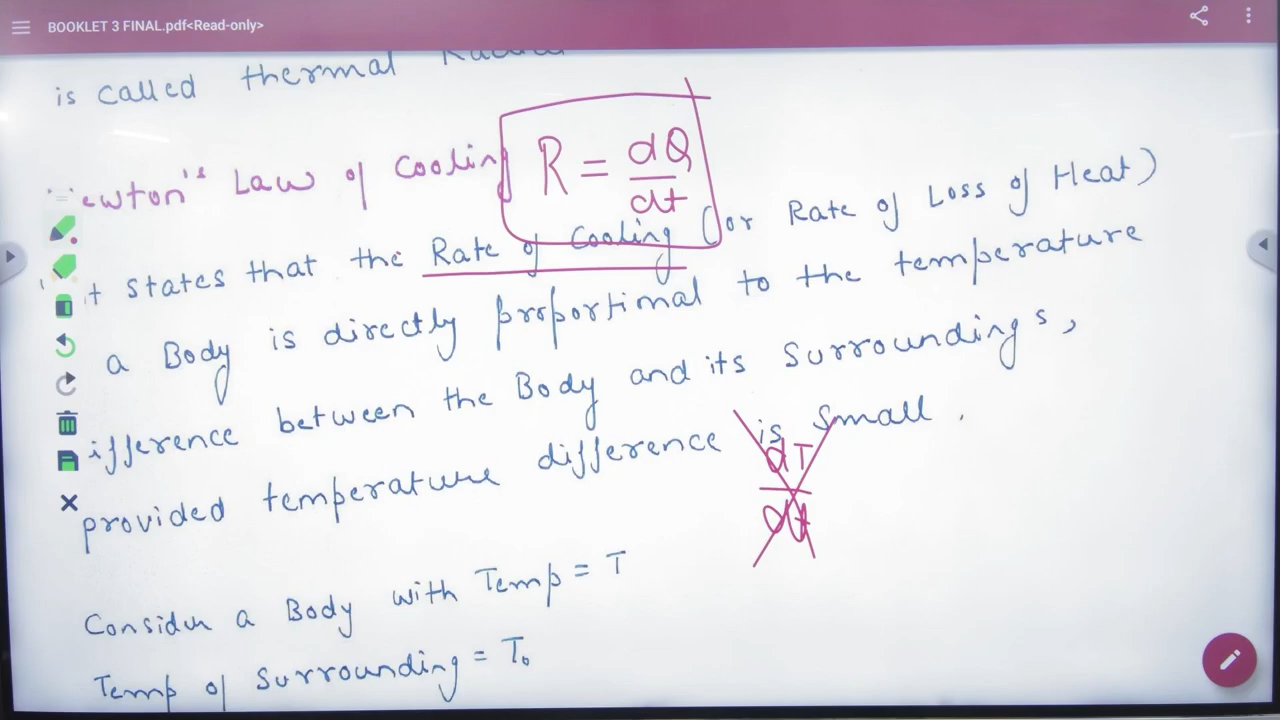 BOOKLET 3 FINAL.pdf<Read-only>
is called thermal
ewton's Law of Cooling
R = dQ/dt
t states that the Rate of Cooling (or Rate of Loss of Heat)
a Body is directly proportional to the temperature
ifference between the Body and its Surroundings,
provided temperature difference is Small.
dT/dt
Consider a Body with Temp = T
Temp of Surrounding = T₀